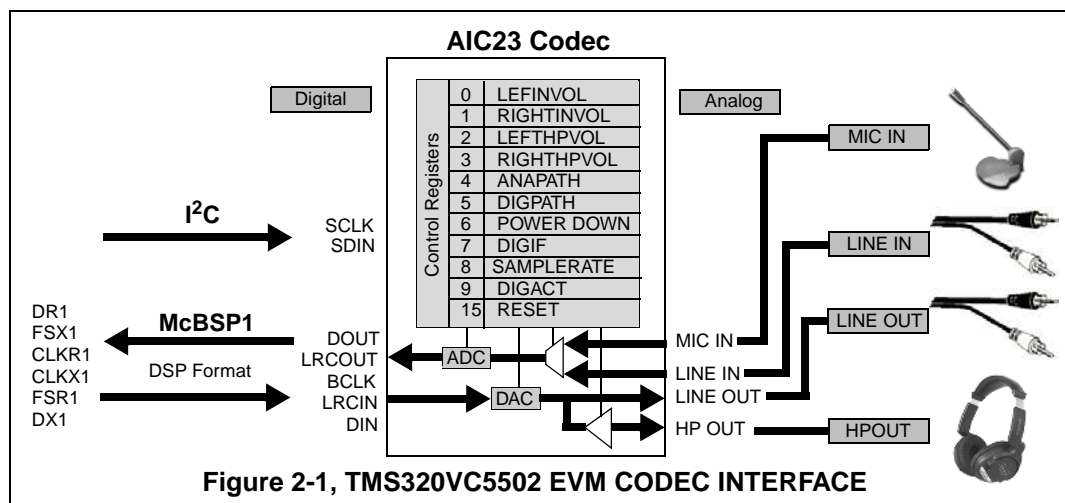 AIC23 Codec
Digital
Analog
Control Registers
0 LEFINVOL
1 RIGHTINVOL
2 LEFTHPVOL
3 RIGHTHPVOL
4 ANAPATH
5 DIGPATH
6 POWER DOWN
7 DIGIF
8 SAMPLERATE
9 DIGACT
15 RESET
I²C
SCLK
SDIN
DR1
FSX1
CLKR1
CLKX1
FSR1
DX1
McBSP1
DSP Format
DOUT
LRCOUT
BCLK
LRCIN
DIN
ADC
DAC
MIC IN
LINE IN
LINE OUT
HP OUT
MIC IN
LINE IN
LINE OUT
HPOUT
Figure 2-1, TMS320VC5502 EVM CODEC INTERFACE